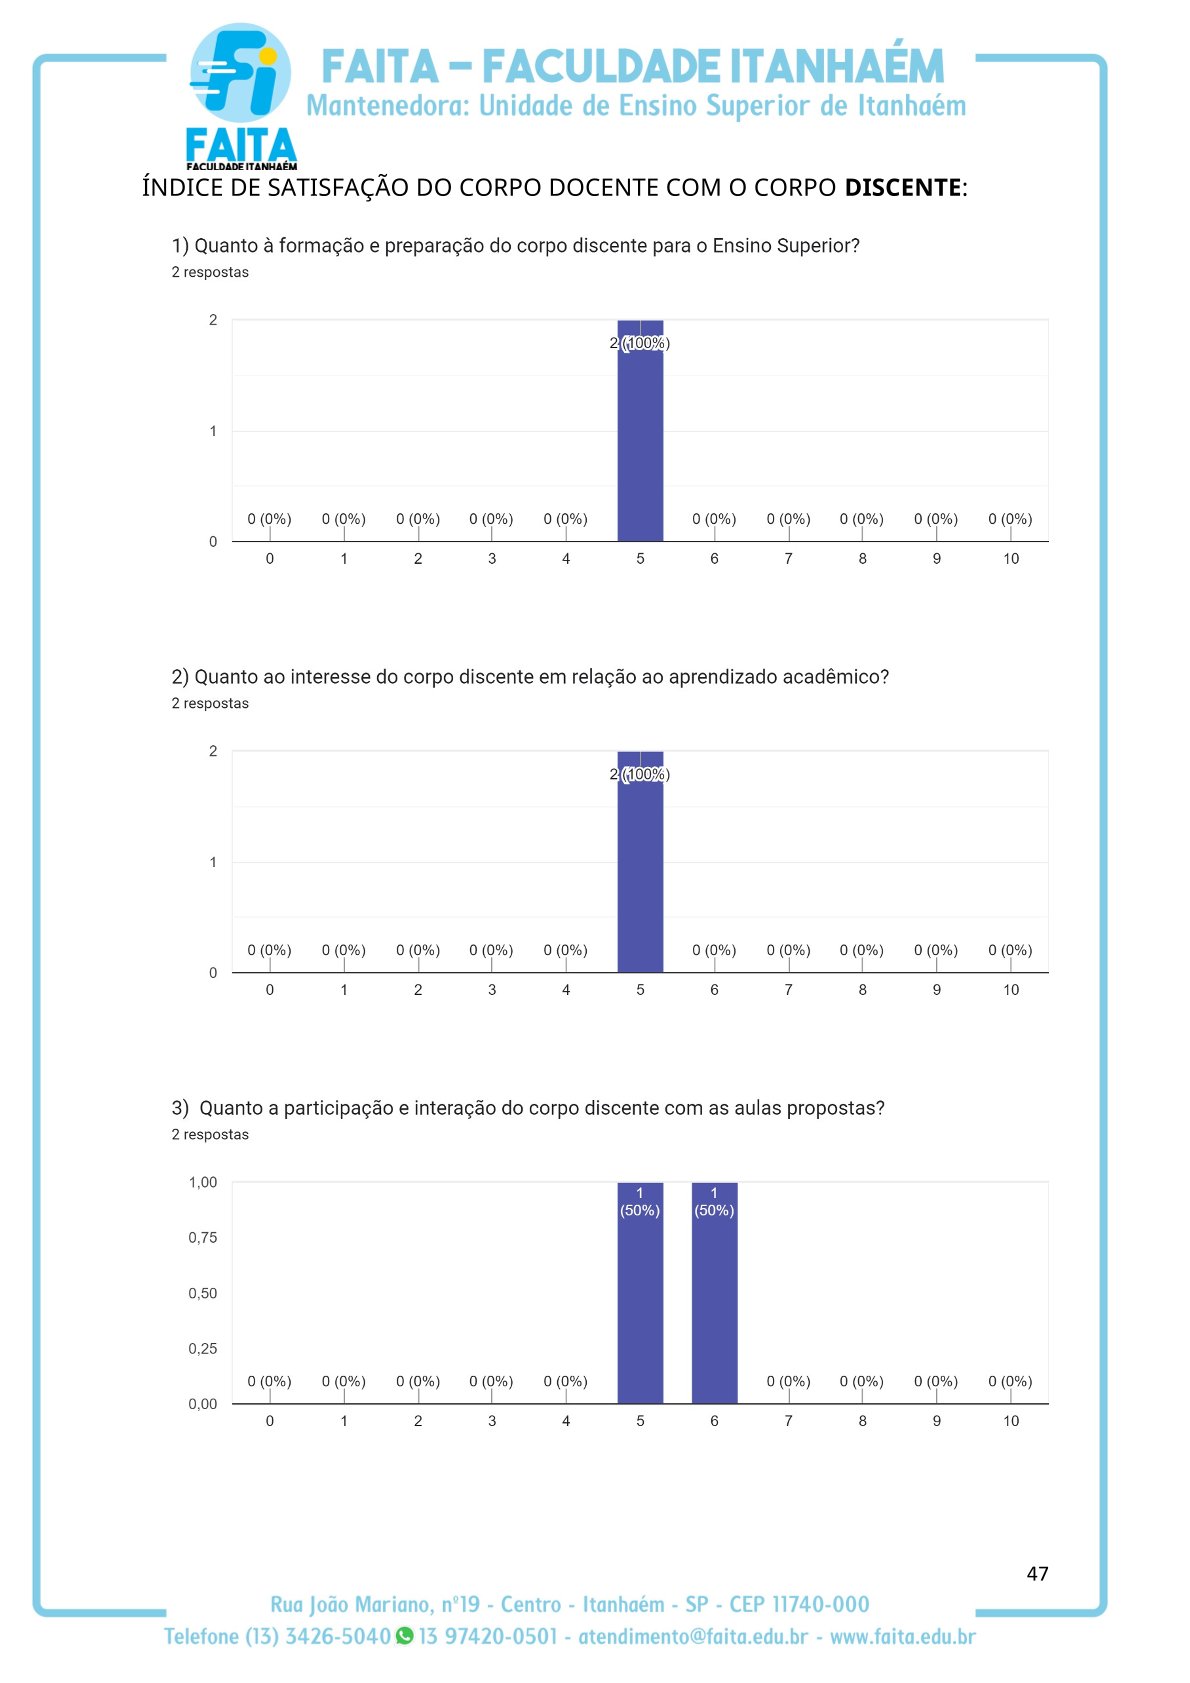 FAITA – FACULDADE ITANHAÉM
Mantenedora: Unidade de Ensino Superior de Itanhaém
Fi
FAITA
FACULDADE ITANHAÉM
ÍNDICE DE SATISFAÇÃO DO CORPO DOCENTE COM O CORPO DISCENTE:
1) Quanto à formação e preparação do corpo discente para o Ensino Superior?
2 respostas
2
2 (100%)
1
0 (0%) 0 (0%) 0 (0%) 0 (0%) 0 (0%) 0 (0%) 0 (0%) 0 (0%) 0 (0%) 0 (0%)
0
0 1 2 3 4 5 6 7 8 9 10
2) Quanto ao interesse do corpo discente em relação ao aprendizado acadêmico?
2 respostas
2
2 (100%)
1
0 (0%) 0 (0%) 0 (0%) 0 (0%) 0 (0%) 0 (0%) 0 (0%) 0 (0%) 0 (0%) 0 (0%)
0
0 1 2 3 4 5 6 7 8 9 10
3) Quanto a participação e interação do corpo discente com as aulas propostas?
2 respostas
1,00
1 1
(50%) (50%)
0,75
0,50
0,25
0 (0%) 0 (0%) 0 (0%) 0 (0%) 0 (0%) 0 (0%) 0 (0%) 0 (0%) 0 (0%)
0,00
0 1 2 3 4 5 6 7 8 9 10
47
Rua João Mariano, nº19 - Centro - Itanhaém - SP - CEP 11740-000
Telefone (13) 3426-5040 13 97420-0501 - atendimento@faita.edu.br - www.faita.edu.br